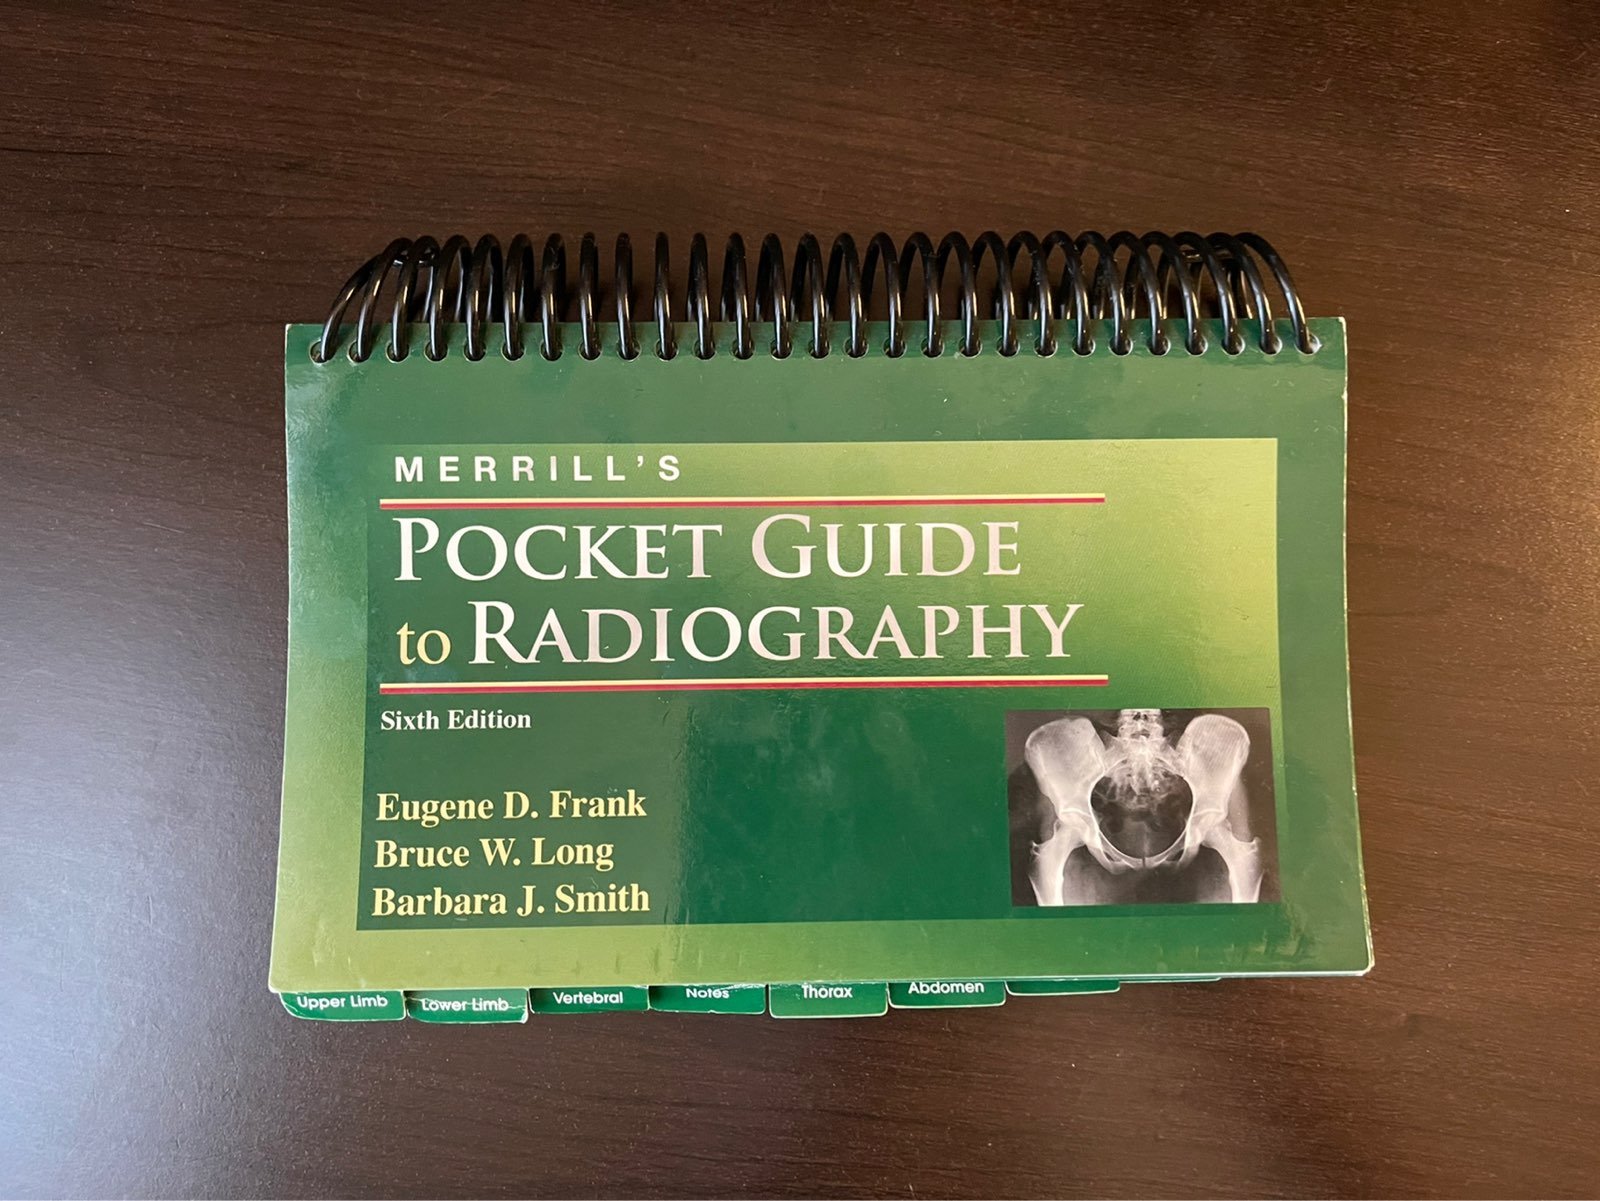 MERRILL'S
POCKET GUIDE
to RADIOGRAPHY
Sixth Edition
Eugene D. Frank
Bruce W. Long
Barbara J. Smith
Upper Limb
Lower Limb
Vertebral
Notes
Thorax
Abdomen